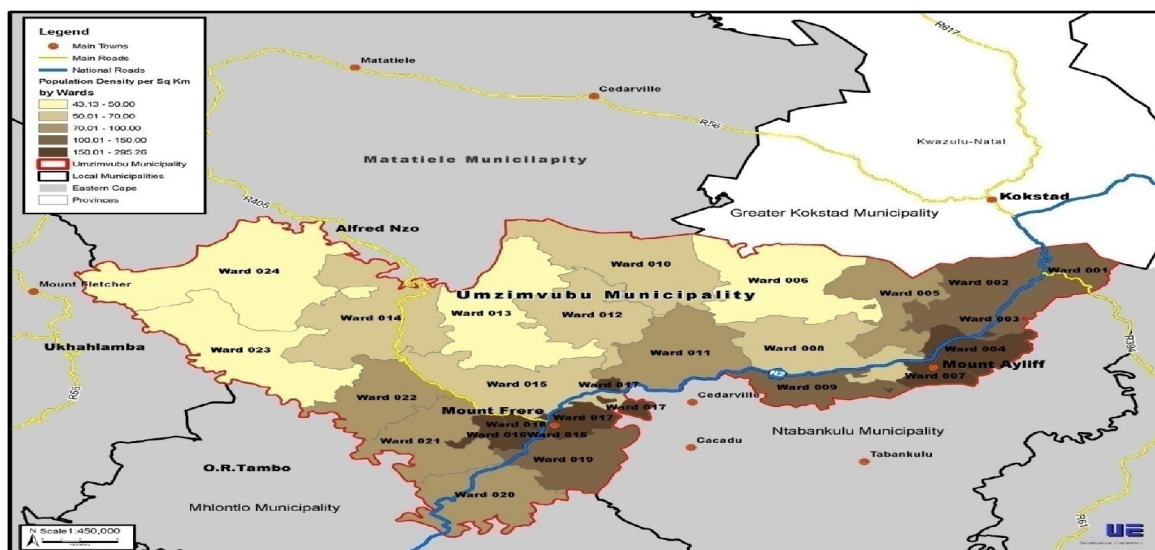 Legend
Main Towns
Main Roads
National Roads
Population Density per Sq Km
by Wards
43.13 - 50.00
50.01 - 70.00
70.01 - 100.00
100.01 - 150.00
150.01 - 295.26
Umzimvubu Municipality
Local Municipalities
Eastern Cape
Provinces
R617
Matatiele
Cedarville
R56
Kwazulu-Natal
Matatiele Municilapity
Kokstad
R405
Greater Kokstad Municipality
Alfred Nzo
Ward 024
Ward 010
Ward 006
Ward 001
Ward 002
Mount Fletcher
Ward 005
Umzimvubu Municipality
Ward 013
Ward 012
Ward 014
Ward 003
Ukhahlamba
Ward 023
Ward 011
Ward 008
Ward 004
R394
Mount Ayliff
N2
Ward 007
Ward 009
Ward 015
Ward 017
R56
Ward 022
Cedarville
Mount Frere
Ward 017
Ward 017
Ward 018
Ward 016
Ward 016
Ntabankulu Municipality
Ward 021
Cacadu
Tabankulu
Ward 019
O.R.Tambo
Ward 020
Mhlontlo Municipality
R61
N Scale 1:450,000
UE